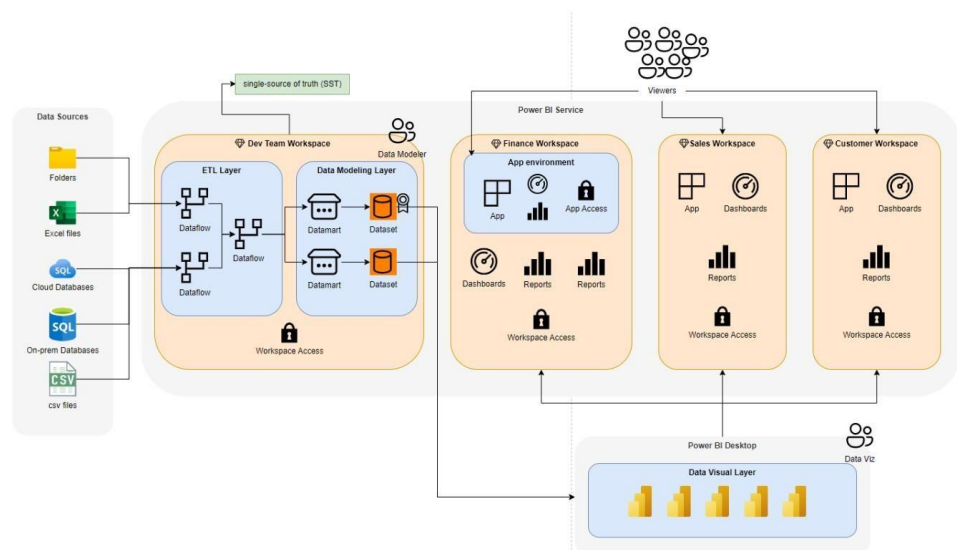 single-source of truth (SST)
Viewers
Power BI Service
Data Sources
Folders
Excel files
SQL
Cloud Databases
SQL
On-prem Databases
CSV
csv files
Dev Team Workspace
Data Modeler
ETL Layer
Dataflow
Dataflow
Dataflow
Data Modeling Layer
Datamart
Dataset
Datamart
Dataset
Workspace Access
Finance Workspace
App environment
App
App Access
Dashboards
Reports
Reports
Workspace Access
Sales Workspace
App
Dashboards
Reports
Workspace Access
Customer Workspace
App
Dashboards
Reports
Workspace Access
Power BI Desktop
Data Viz
Data Visual Layer